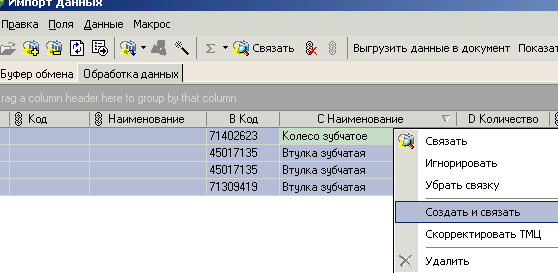 Импорт данных
Правка Поля Данные Макрос
Σ Связать Выгрузить данные в документ Показат
Буфер обмена Обработка данных
rag a column header here to group by that column
Код Наименование B Код C Наименование D Количество
71402623 Колесо зубчатое
45017135 Втулка зубчатая
45017135 Втулка зубчатая
71309419 Втулка зубчатая
Связать
Игнорировать
Убрать связку
Создать и связать
Скорректировать ТМЦ
Удалить